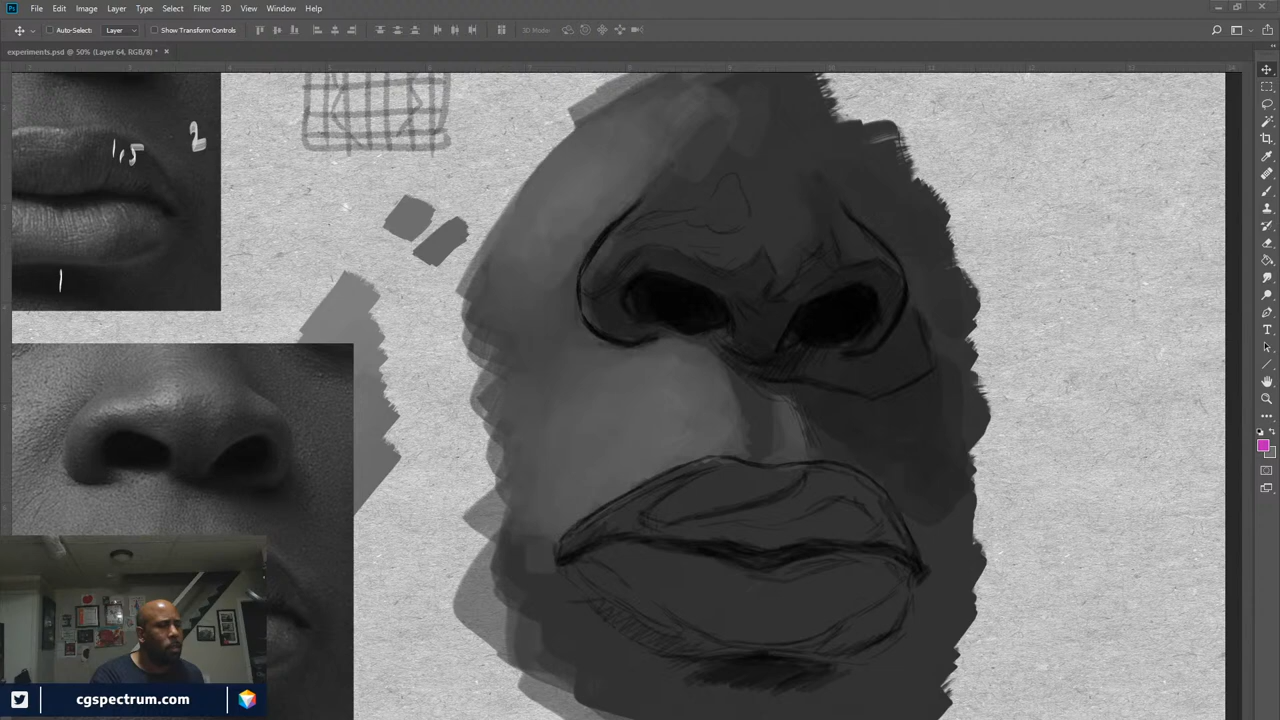 Ps File Edit Image Layer Type Select Filter 3D View Window Help
Auto-Select: Layer Show Transform Controls 3D Mode:
experiments.psd @ 50% (Layer 64, RGB/8) * ×
1,5 2
1
cgspectrum.com